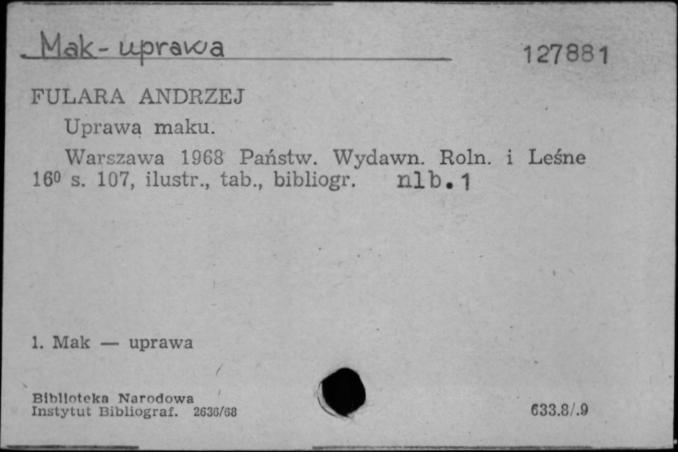 Mak - uprawa
127881
FULARA ANDRZEJ
Uprawa maku.
Warszawa 1968 Państw. Wydawn. Roln. i Leśne
16⁰ s. 107, ilustr., tab., bibliogr. nlb. 1
1. Mak — uprawa
Biblioteka Narodowa
Instytut Bibliograf. 2636/68
633.8/.9